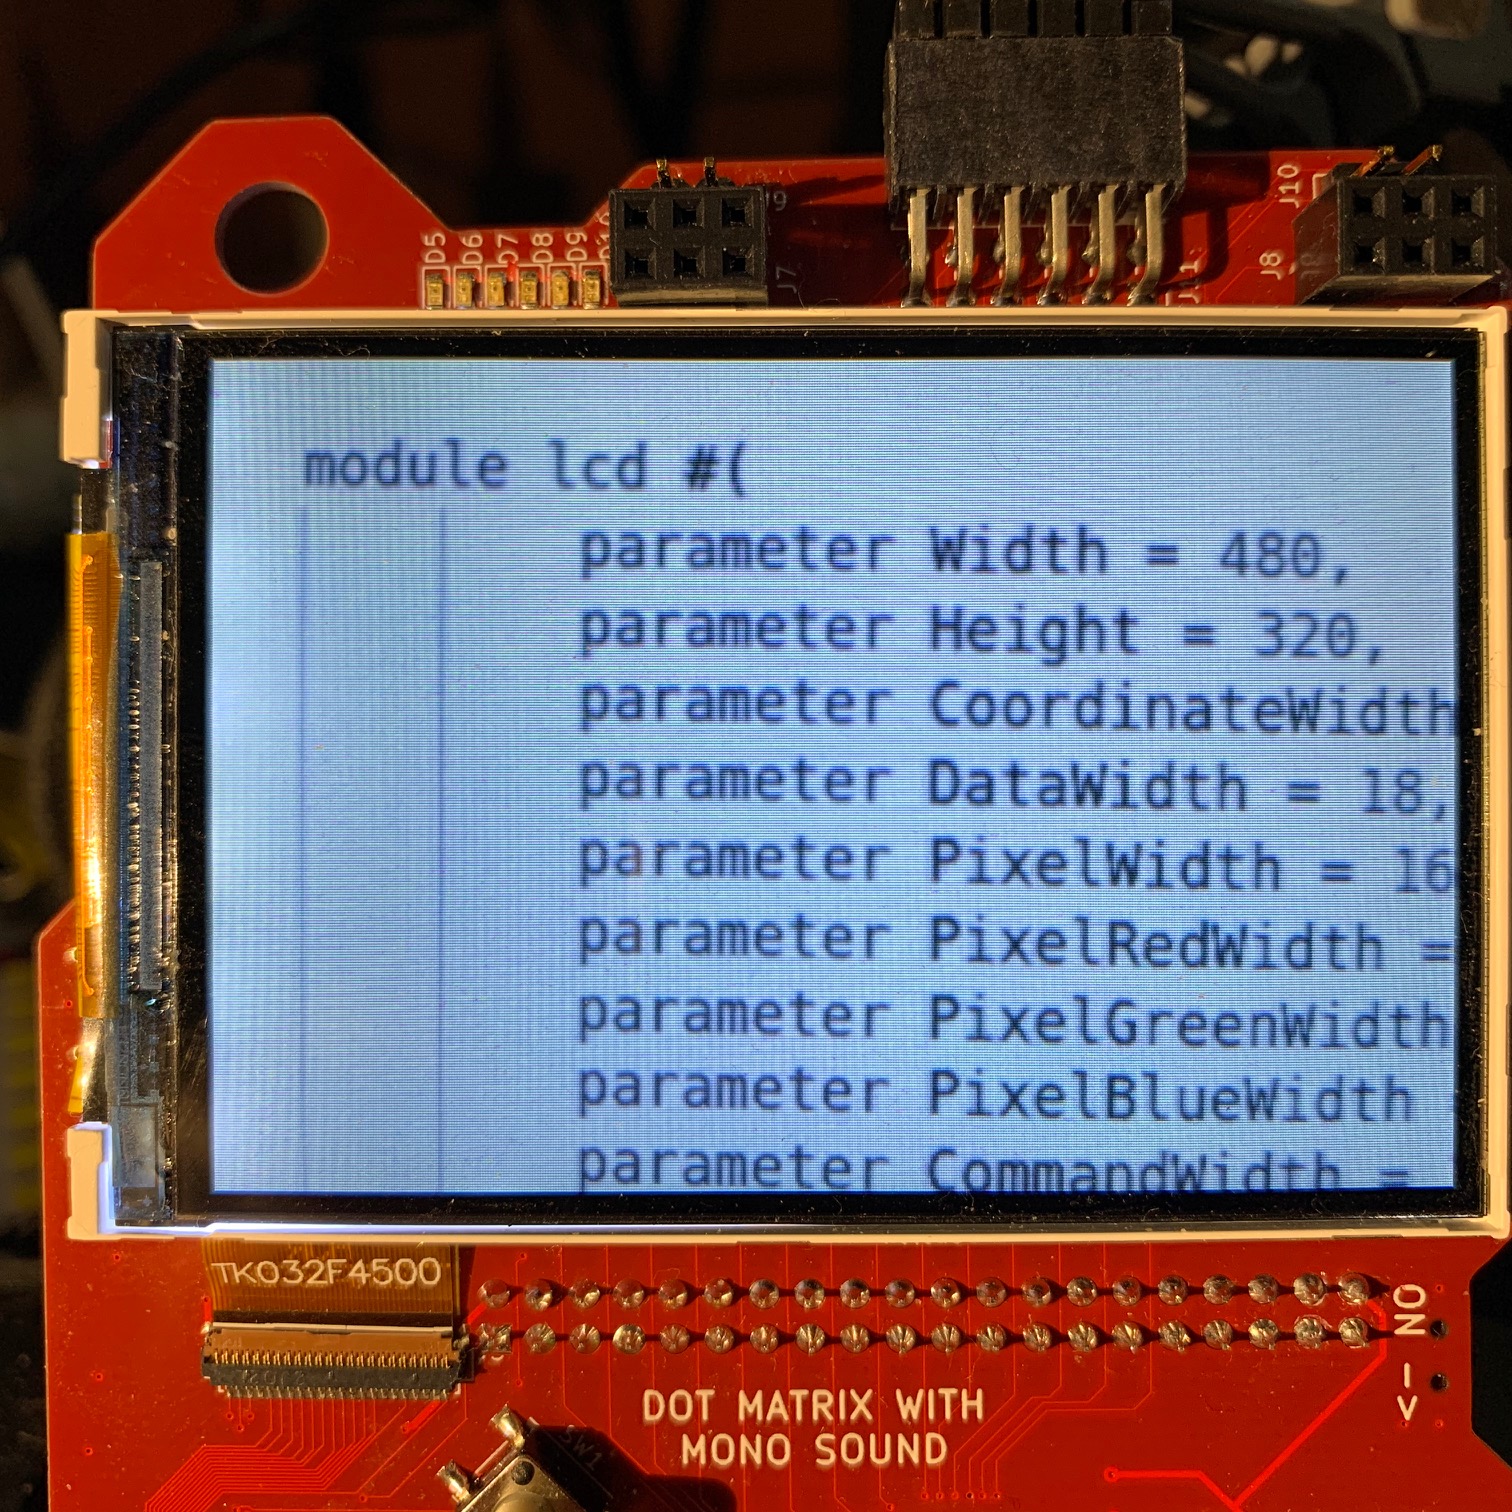 J10
J9
D5 D6 D7 D8 D9
J7
J8
module lcd #(
parameter Width = 480,
parameter Height = 320,
parameter CoordinateWidth
parameter DataWidth = 18,
parameter PixelWidth = 16
parameter PixelRedWidth =
parameter PixelGreenWidth
parameter PixelBlueWidth
parameter CommandWidth =
TK032F4500
NO
DOT MATRIX WITH
MONO SOUND
SW1